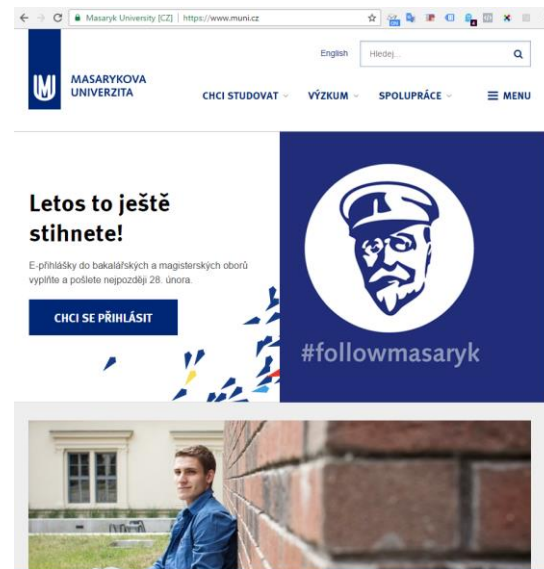 Masaryk University [CZ] | https://www.muni.cz
English
Hledej...
MASARYKOVA
UNIVERZITA
CHCI STUDOVAT
VÝZKUM
SPOLUPRÁCE
MENU
Letos to ještě
stihnete!
E-přihlášky do bakalářských a magisterských oborů
vyplňte a pošlete nejpozději 28. února.
CHCI SE PŘIHLÁSIT
#followmasaryk